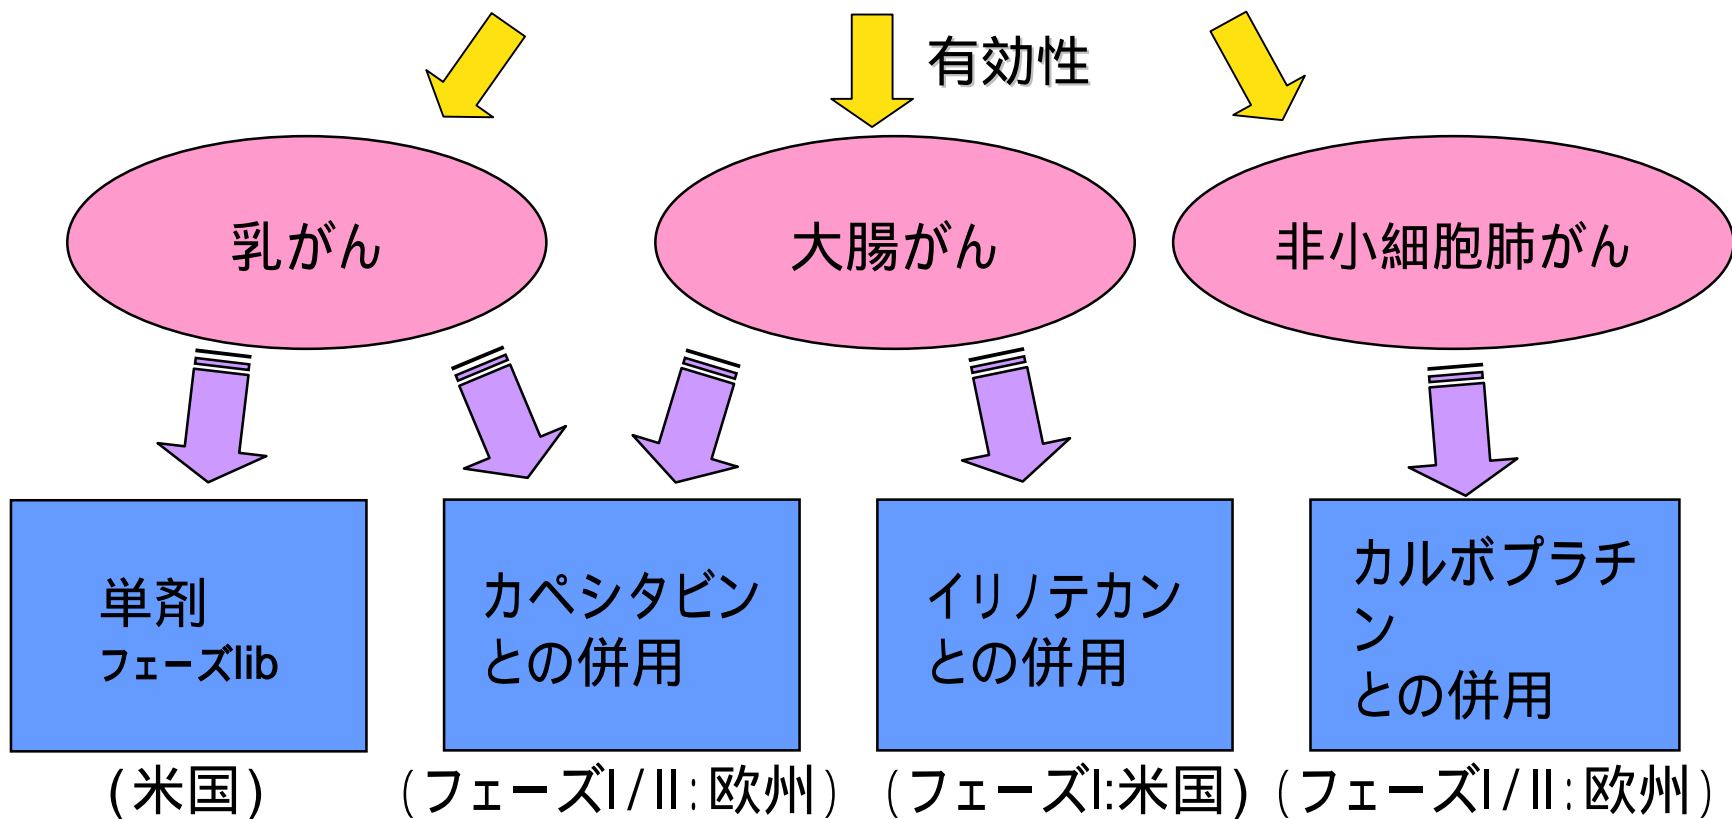 有効性
乳がん
大腸がん
非小細胞肺がん
単剤
フェーズIib
カペシタビン
との併用
イリノテカン
との併用
カルボプラチ
ン
との併用
(米国)
(フェーズI/II:欧州)
(フェーズI:米国)
(フェーズI/II:欧州)